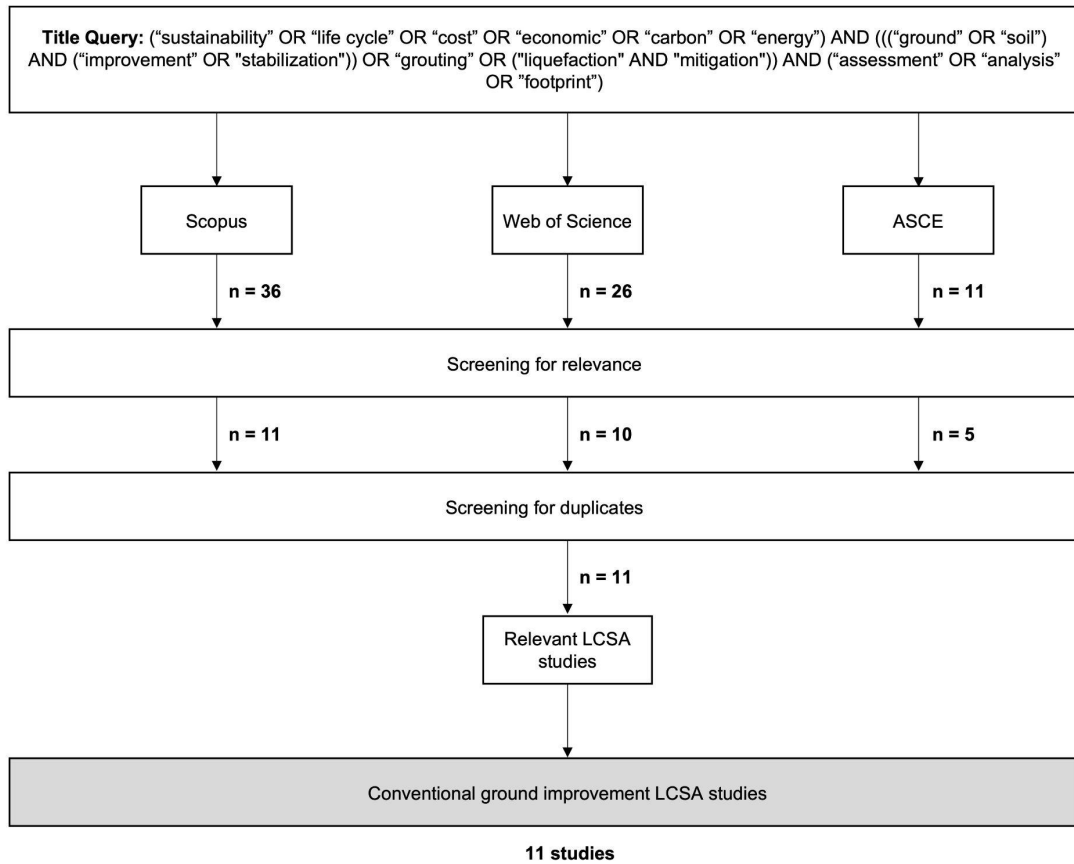 Title Query: (“sustainability” OR “life cycle” OR “cost” OR “economic” OR “carbon” OR “energy”) AND (((“ground” OR “soil”)
AND (“improvement” OR "stabilization")) OR “grouting” OR ("liquefaction" AND "mitigation")) AND (“assessment” OR “analysis”
OR ”footprint”)
Scopus
Web of Science
ASCE
n = 36
n = 26
n = 11
Screening for relevance
n = 11
n = 10
n = 5
Screening for duplicates
n = 11
Relevant LCSA
studies
Conventional ground improvement LCSA studies
11 studies